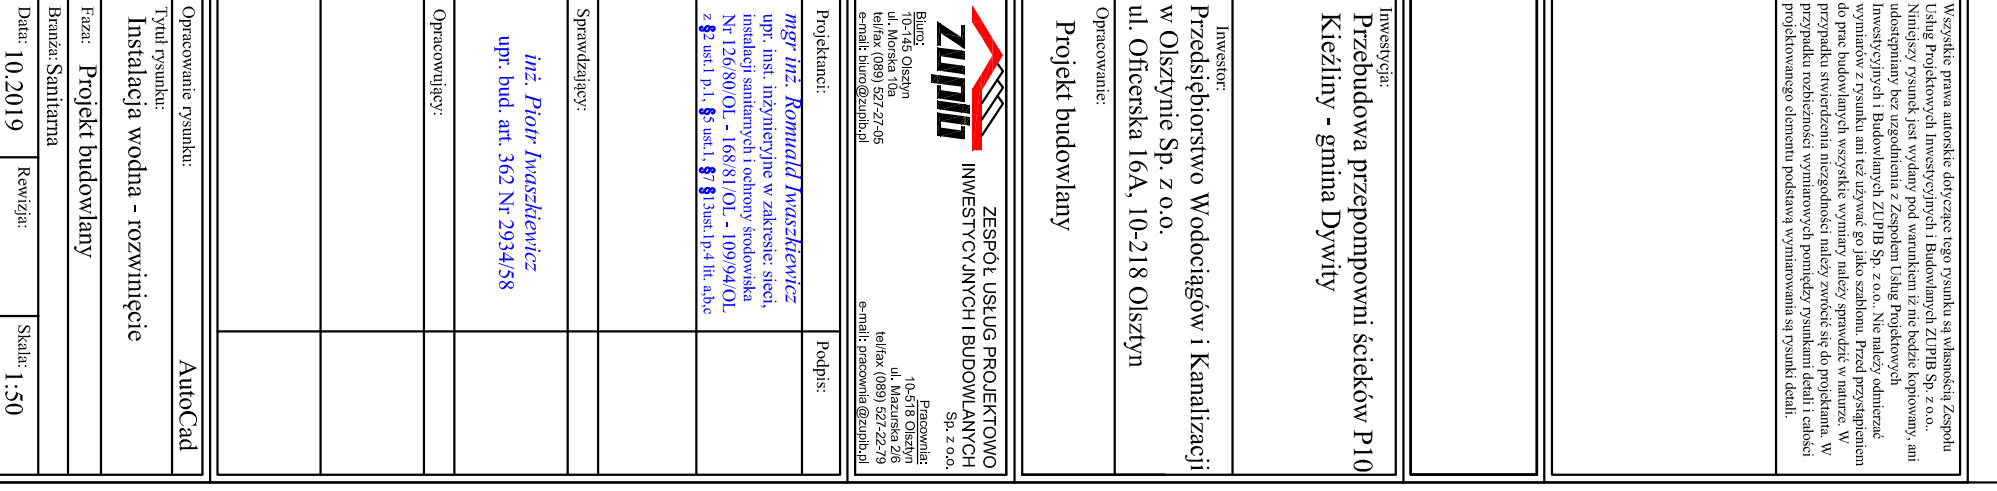 Wszystkie prawa autorskie dotyczące tego rysunku są własnością Zespołu
Usług Projektowych Inwestycyjnych i Budowlanych ZUPIB Sp. z o.o..
Niniejszy rysunek jest wydany pod warunkiem iż nie bedzie kopiowany, ani
udostępniany bez uzgodnienia z Zespołem Usług Projektowych
Inwestycyjnych i Budowlanych ZUPIB Sp. z o.o.. Nie należy odmierzać
wymiarów z rysunku ani też używać go jako szablonu. Przed przystąpieniem
do prac budowlanych wszystkie wymiary należy sprawdzić w naturze. W
przypadku stwierdzenia niezgodności należy zwrócić się do projektanta. W
przypadku rozbieżności wymiarowych pomiędzy rysunkami detali i całości
projektowanego elementu podstawą wymiarowania są rysunki detali.
Inwestycja:
Przebudowa przepompowni ścieków P10
Kieźliny - gmina Dywity
Inwestor:
Przedsiębiorstwo Wodociągów i Kanalizacji
w Olsztynie Sp. z o.o.
ul. Oficerska 16A, 10-218 Olsztyn
Opracowanie:
Projekt budowlany
zupib
ZESPÓŁ USŁUG PROJEKTOWO
INWESTYCYJNYCH I BUDOWLANYCH
Sp. z o.o.
Biuro:
10-145 Olsztyn
ul. Morska 10a
tel/fax (089) 527-27-05
e-mail: biuro@zupib.pl
Pracownia:
10-518 Olsztyn
ul. Mazurska 2/6
tel/fax (089) 527-22-79
e-mail: pracownia@zupib.pl
Projektanci:
Podpis:
mgr inż. Romuald Iwaszkiewicz
upr. inst. inżynieryjne w zakresie: sieci,
instalacji sanitarnych i ochrony środowiska
Nr 126/80/OL - 168/81/OL - 109/94/OL
z §2 ust.1 p.1, §5 ust.1, §7 §13ust.1p.4 lit. a,b,c
Sprawdzający:
inż. Piotr Iwaszkiewicz
upr. bud. art. 362 Nr 2934/58
Opracowujący:
Opracowanie rysunku:
AutoCad
Tytuł rysunku:
Instalacja wodna - rozwinięcie
Faza: Projekt budowlany
Branża: Sanitarna
Data: 10.2019
Rewizja:
Skala: 1:50